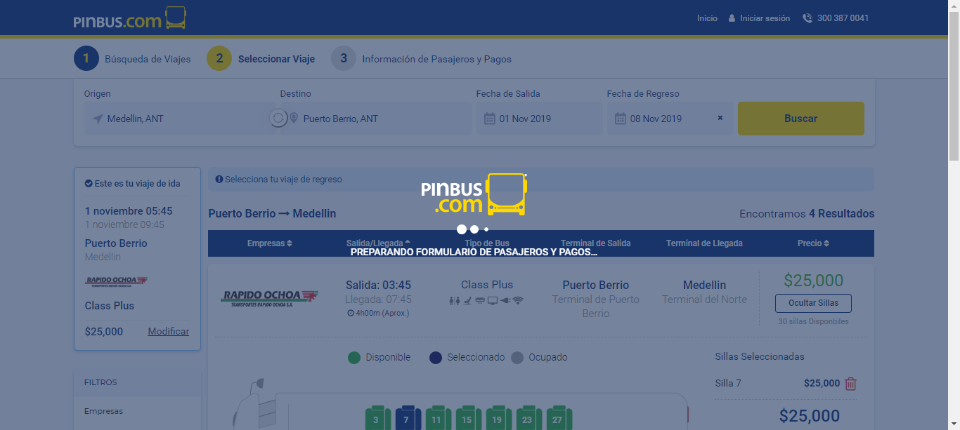 PINBUS.com
Inicio Iniciar sesión 300 387 0041
1 Búsqueda de Viajes 2 Seleccionar Viaje 3 Información de Pasajeros y Pagos
Origen Destino Fecha de Salida Fecha de Regreso
Medellin, ANT Puerto Berrio, ANT 01 Nov 2019 08 Nov 2019 × Buscar
Este es tu viaje de ida
1 noviembre 05:45
1 noviembre 09:45
Puerto Berrio
Medellin
RAPIDO OCHOA
Class Plus
$25,000 Modificar
FILTROS
Empresas
Selecciona tu viaje de regreso
PINBUS
.com
PREPARANDO FORMULARIO DE PASAJEROS Y PAGOS...
Puerto Berrio → Medellin Encontramos 4 Resultados
Empresas Salida/Llegada Tipo de Bus Terminal de Salida Terminal de Llegada Precio
RAPIDO OCHOA
Salida: 03:45 Class Plus Puerto Berrio Medellin $25,000
Llegada: 07:45 Terminal de Puerto Berrio Terminal del Norte Ocultar Sillas
4h00m (Aprox.) 30 sillas Disponibles
Disponible Seleccionado Ocupado Sillas Seleccionadas
Silla 7 $25,000
3 7 11 15 19 23 27 $25,000